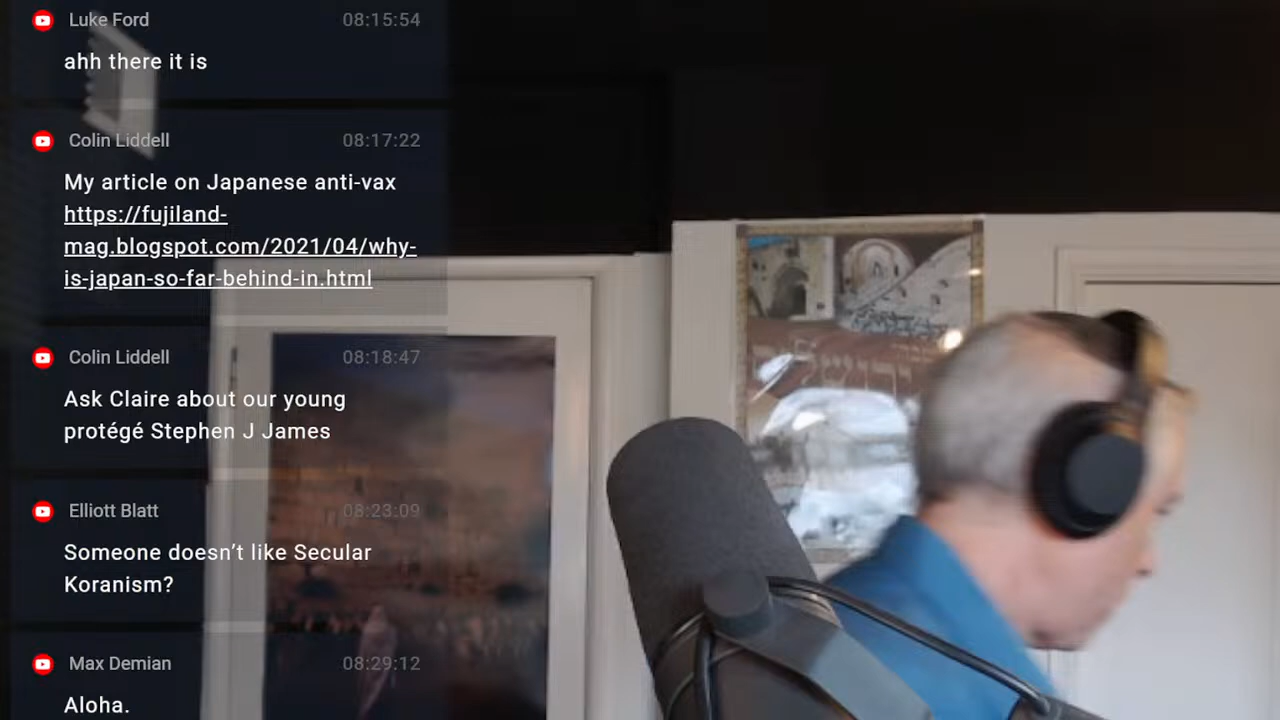 Luke Ford 08:15:54
ahh there it is
Colin Liddell 08:17:22
My article on Japanese anti-vax
https://fujiland-
mag.blogspot.com/2021/04/why-
is-japan-so-far-behind-in.html
Colin Liddell 08:18:47
Ask Claire about our young
protégé Stephen J James
Elliott Blatt 08:23:09
Someone doesn’t like Secular
Koranism?
Max Demian 08:29:12
Aloha.